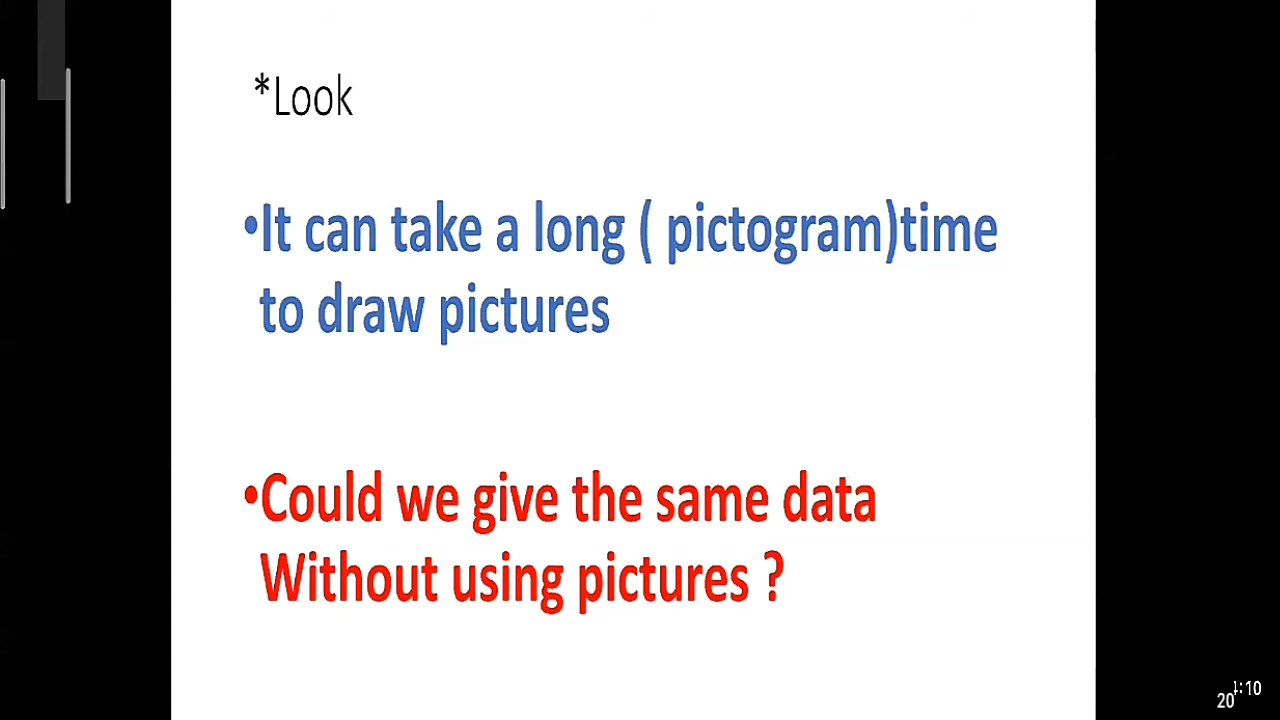 *Look
•It can take a long ( pictogram)time
to draw pictures
•Could we give the same data
Without using pictures ?
20